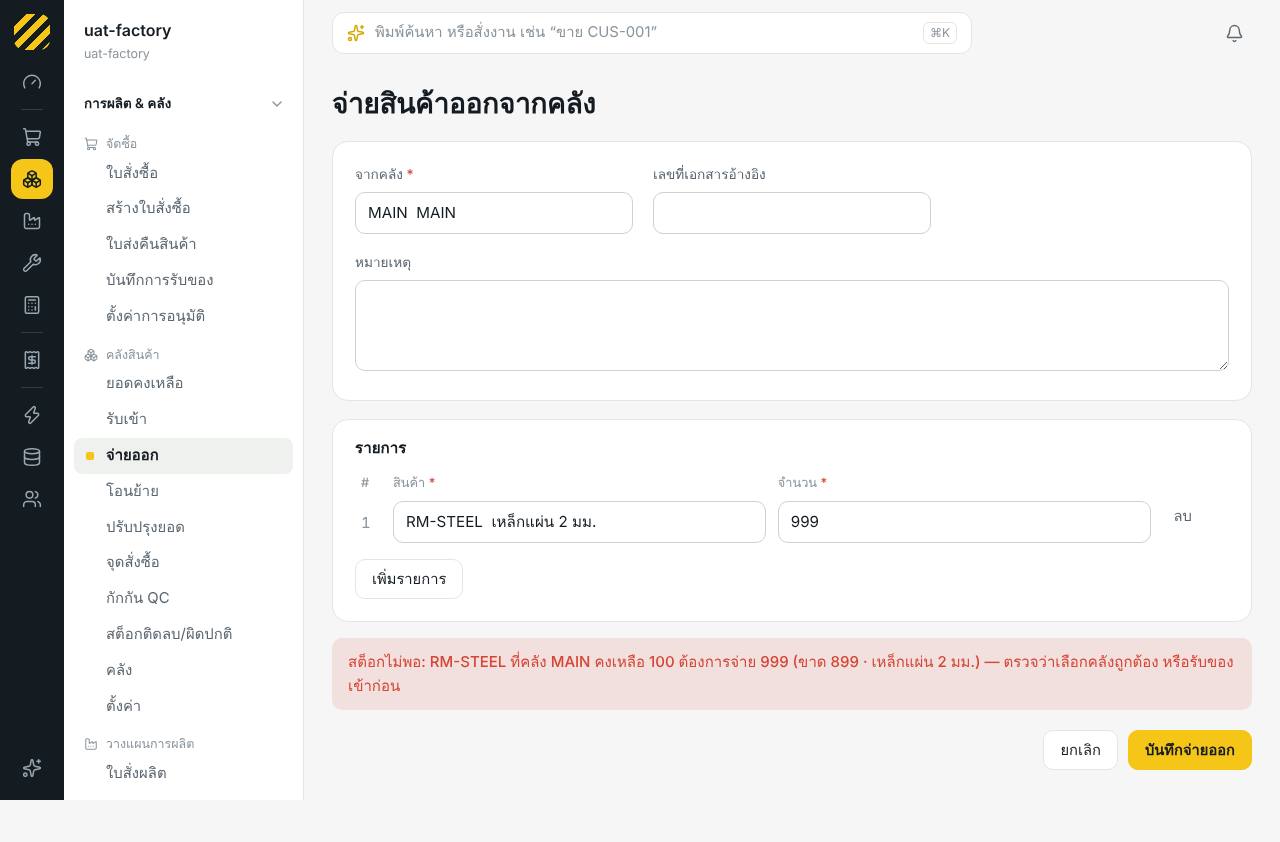 uat-factory
uat-factory
การผลิต & คลัง
จัดซื้อ
ใบสั่งซื้อ
สร้างใบสั่งซื้อ
ใบส่งคืนสินค้า
บันทึกการรับของ
ตั้งค่าการอนุมัติ
คลังสินค้า
ยอดคงเหลือ
รับเข้า
จ่ายออก
โอนย้าย
ปรับปรุงยอด
จุดสั่งซื้อ
กักกัน QC
สต็อกติดลบ/ผิดปกติ
คลัง
ตั้งค่า
วางแผนการผลิต
ใบสั่งผลิต
พิมพ์ค้นหา หรือสั่งงาน เช่น “ขาย CUS-001”
⌘K
จ่ายสินค้าออกจากคลัง
จากคลัง * เลขที่เอกสารอ้างอิง
MAIN MAIN
หมายเหตุ
รายการ
# สินค้า * จำนวน *
1 RM-STEEL เหล็กแผ่น 2 มม. 999 ลบ
เพิ่มรายการ
สต็อกไม่พอ: RM-STEEL ที่คลัง MAIN คงเหลือ 100 ต้องการจ่าย 999 (ขาด 899 · เหล็กแผ่น 2 มม.) — ตรวจว่าเลือกคลังถูกต้อง หรือรับของ
เข้าก่อน
ยกเลิก บันทึกจ่ายออก